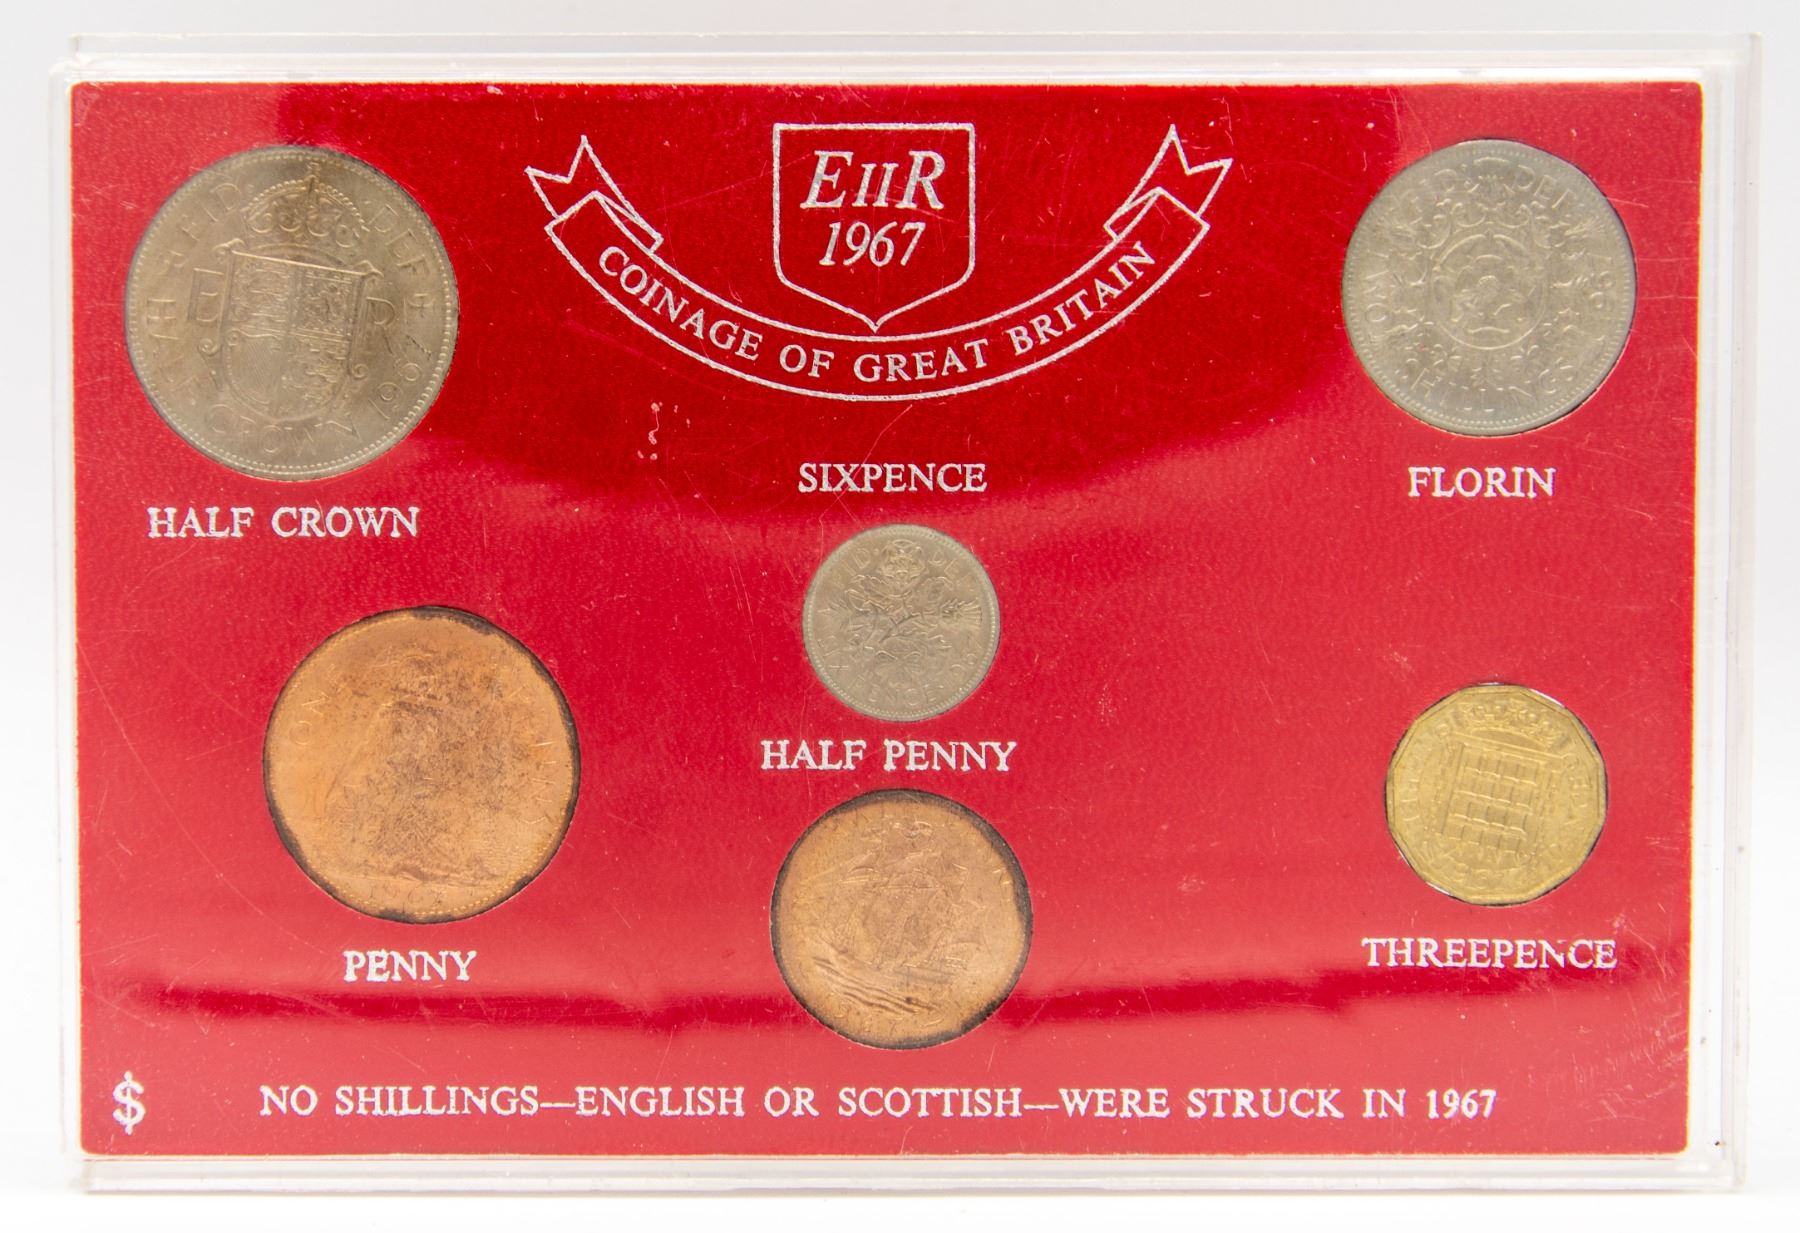 EIIR
1967
COINAGE OF GREAT BRITAIN
HALF CROWN
SIXPENCE
FLORIN
HALF PENNY
PENNY
THREEPENCE
$ NO SHILLINGS—ENGLISH OR SCOTTISH—WERE STRUCK IN 1967